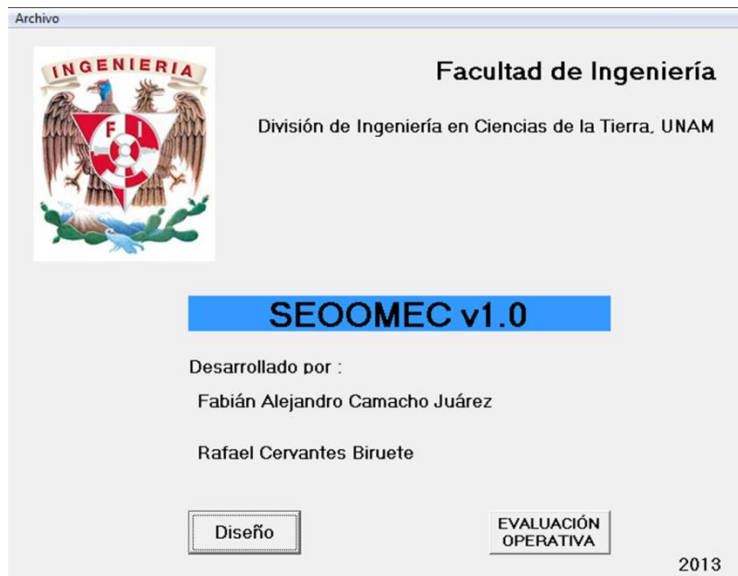 Archivo
INGENIERIA
F I
Facultad de Ingeniería
División de Ingeniería en Ciencias de la Tierra, UNAM
SEOOMEC v1.0
Desarrollado por :
Fabián Alejandro Camacho Juárez
Rafael Cervantes Biruete
Diseño
EVALUACIÓN
OPERATIVA
2013